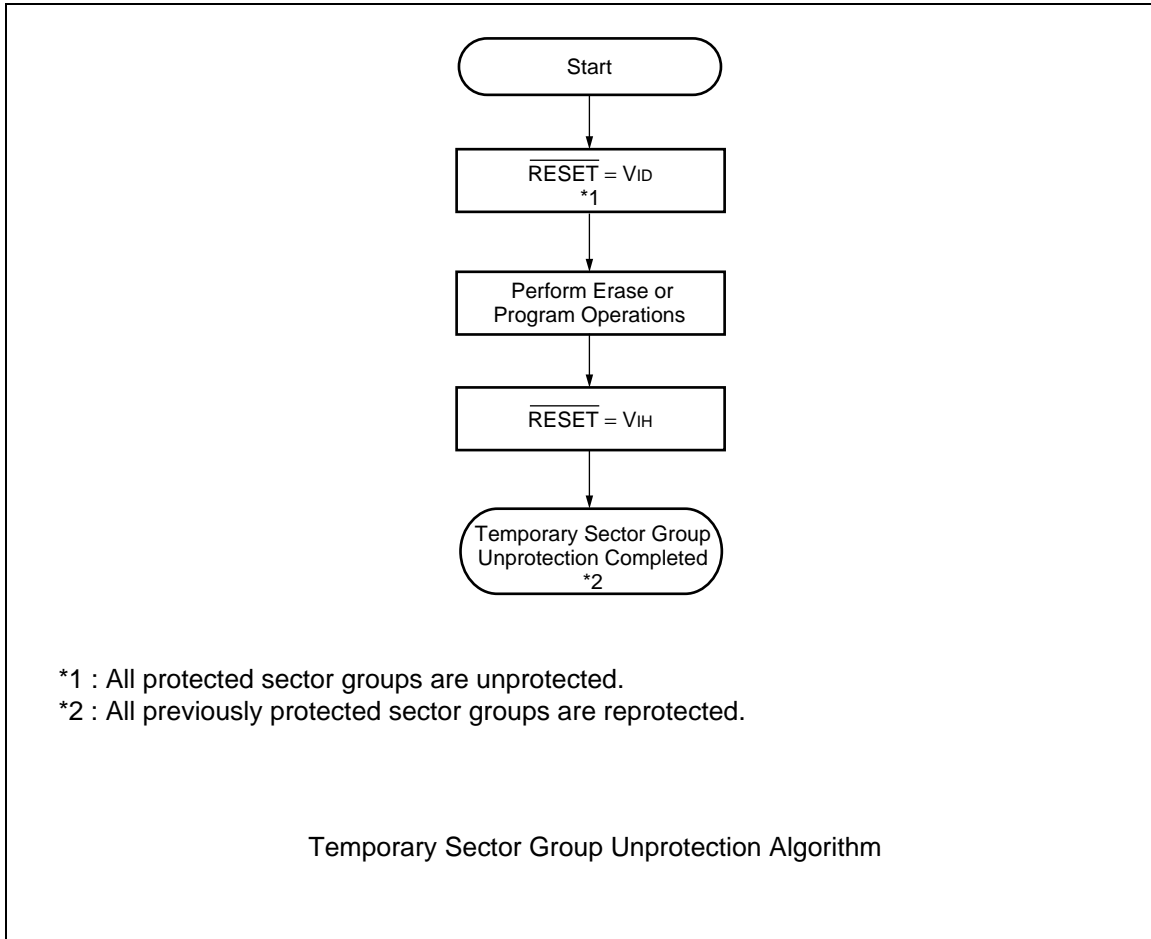 Start
RESET = VID
*1
Perform Erase or
Program Operations
RESET = VIH
Temporary Sector Group
Unprotection Completed
*2
*1 : All protected sector groups are unprotected.
*2 : All previously protected sector groups are reprotected.
Temporary Sector Group Unprotection Algorithm